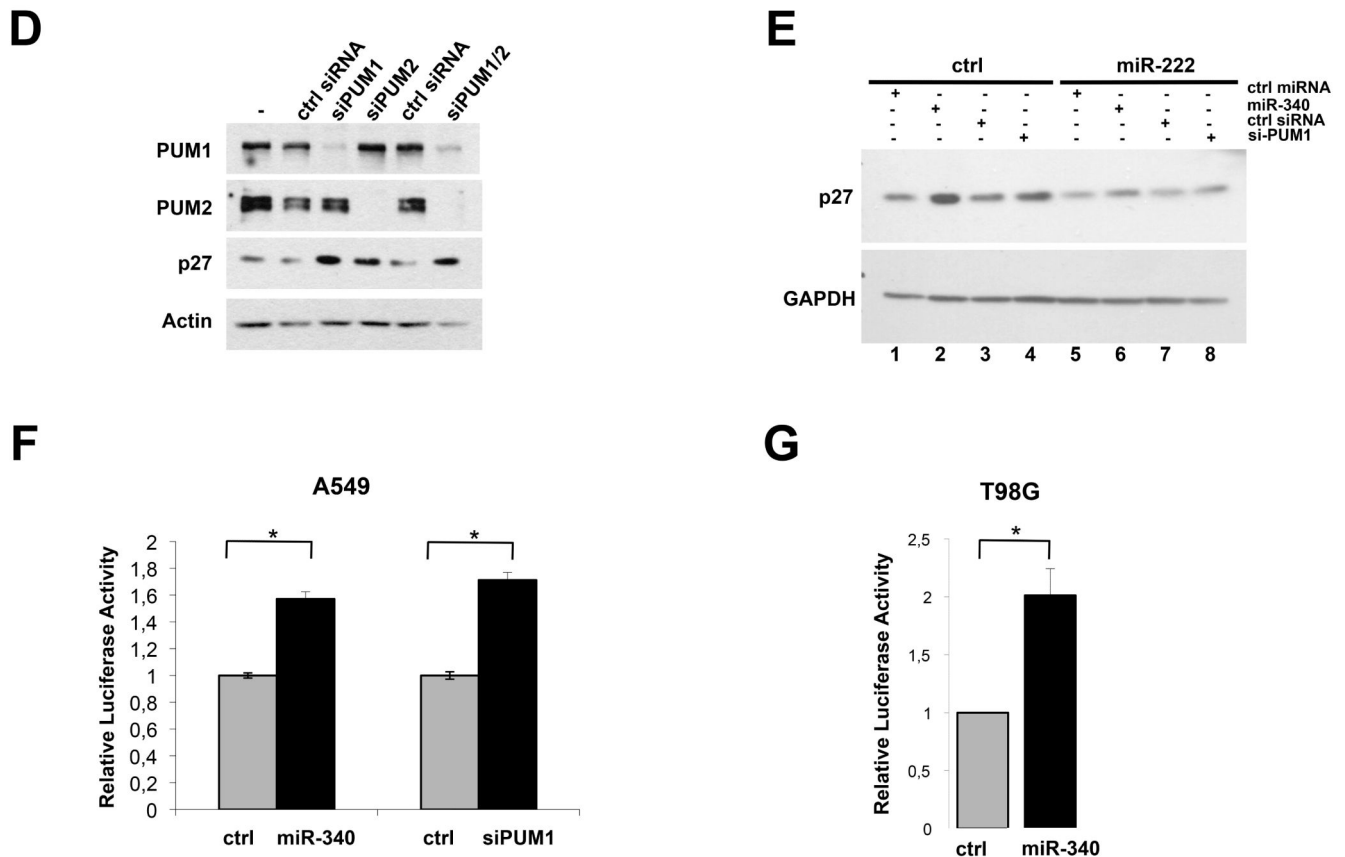 D
- ctrl siRNA siPUM1 siPUM2 ctrl siRNA siPUM1/2
PUM1
PUM2
p27
Actin
E
ctrl miR-222
+ - - - + - - - ctrl miRNA
- + - - - + - - miR-340
- - + - - - + - ctrl siRNA
- - - + - - - + si-PUM1
p27
GAPDH
1 2 3 4 5 6 7 8
F
A549
Relative Luciferase Activity
2
1,8
1,6
1,4
1,2
1
0,8
0,6
0,4
0,2
0
* *
ctrl miR-340 ctrl siPUM1
G
T98G
Relative Luciferase Activity
2,5
2
1,5
1
0,5
0
*
ctrl miR-340